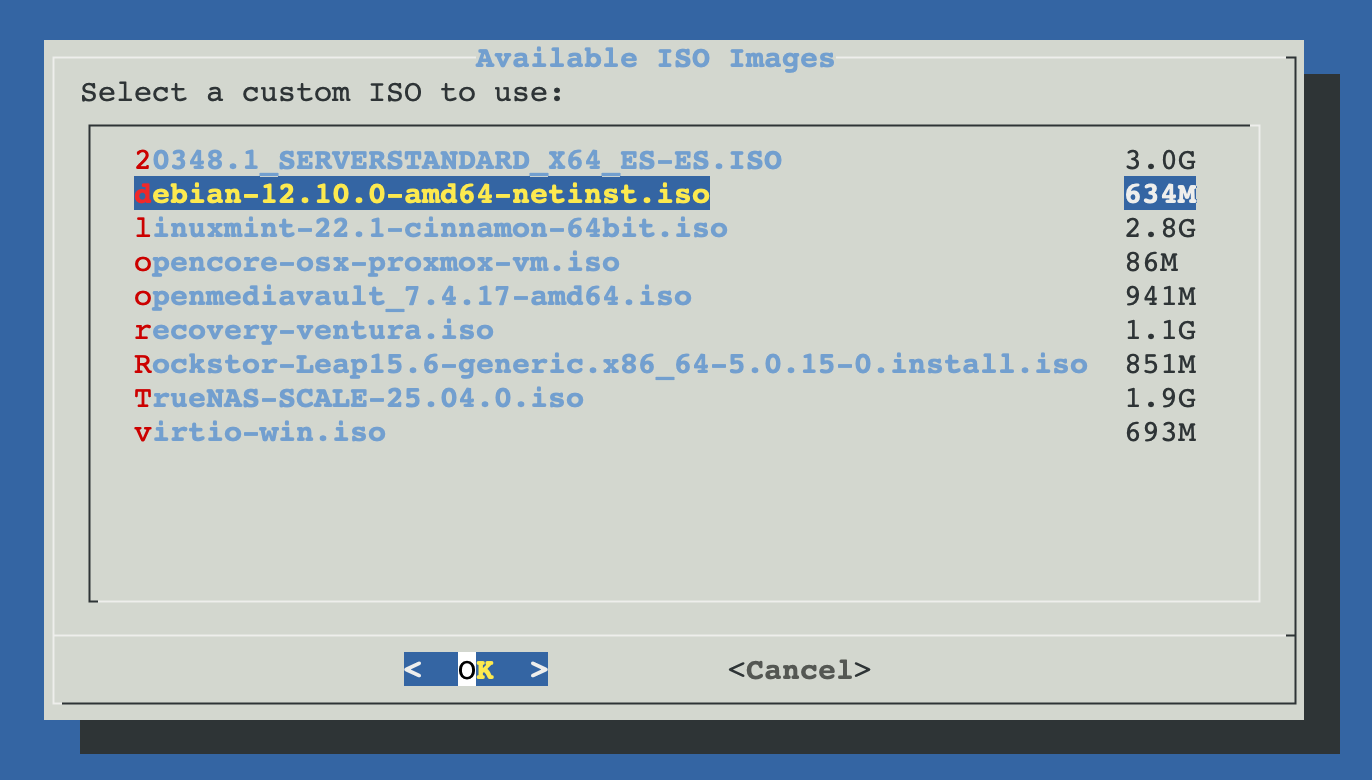 Available ISO Images
Select a custom ISO to use:
20348.1_SERVERSTANDARD_X64_ES-ES.ISO 3.0G
debian-12.10.0-amd64-netinst.iso 634M
linuxmint-22.1-cinnamon-64bit.iso 2.8G
opencore-osx-proxmox-vm.iso 86M
openmediavault_7.4.17-amd64.iso 941M
recovery-ventura.iso 1.1G
Rockstor-Leap15.6-generic.x86_64-5.0.15-0.install.iso 851M
TrueNAS-SCALE-25.04.0.iso 1.9G
virtio-win.iso 693M
<  OK  > <Cancel>